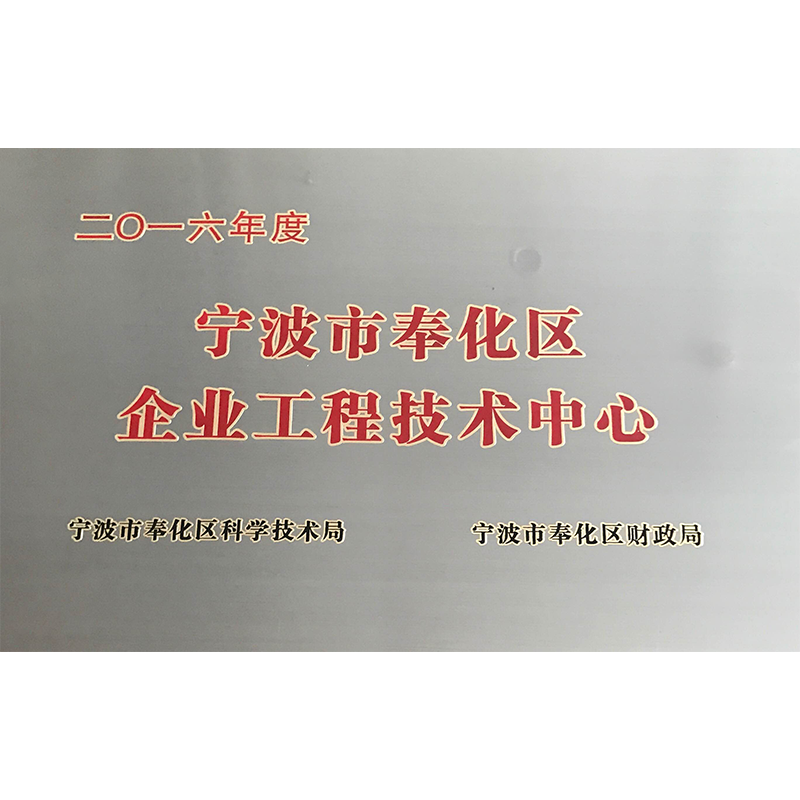 二〇一六年度
宁波市奉化区
企业工程技术中心
宁波市奉化区科学技术局 宁波市奉化区财政局